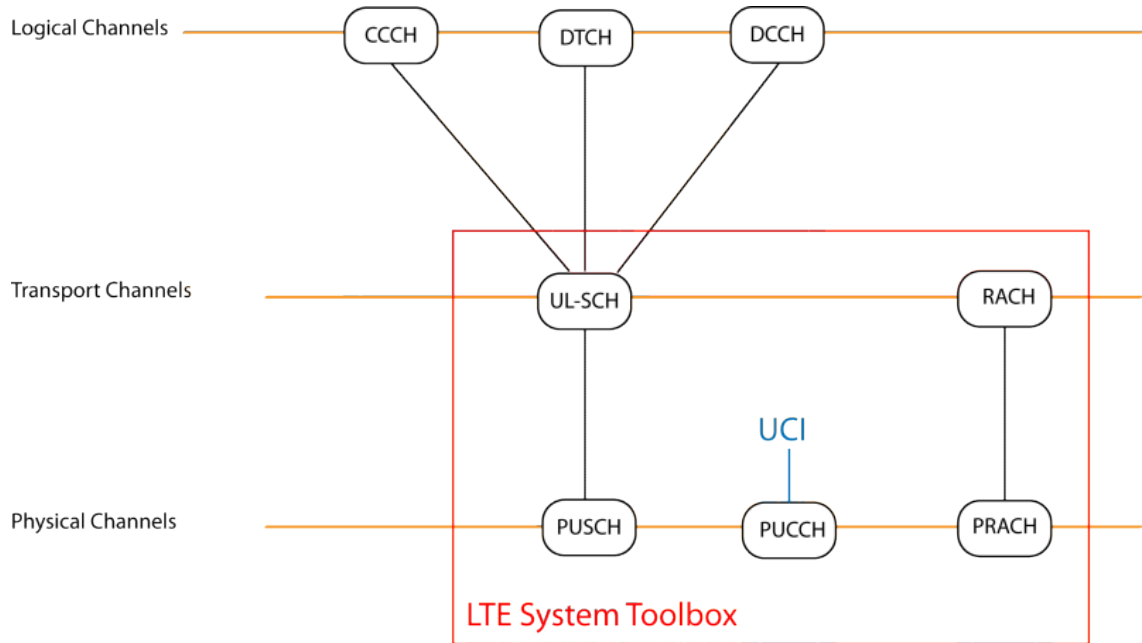 Logical Channels
CCCH
DTCH
DCCH
Transport Channels
UL-SCH
RACH
UCI
Physical Channels
PUSCH
PUCCH
PRACH
LTE System Toolbox